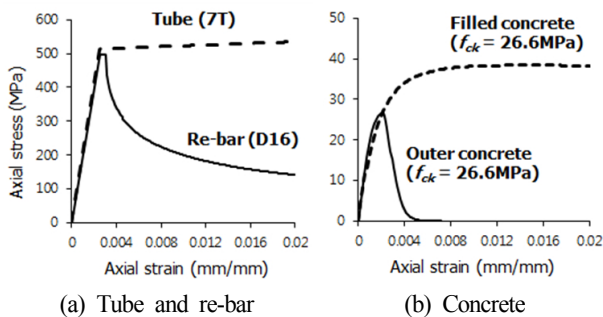 Axial stress (MPa)
600
500
400
300
200
100
0
Tube (7T)
Re-bar (D16)
0
0.004
0.008
0.012
0.016
0.02
Axial strain (mm/mm)
(a) Tube and re-bar
50
40
30
20
10
0
Filled concrete
(fck = 26.6MPa)
Outer concrete
(fck = 26.6MPa)
0
0.004
0.008
0.012
0.016
0.02
Axial strain (mm/mm)
(b) Concrete